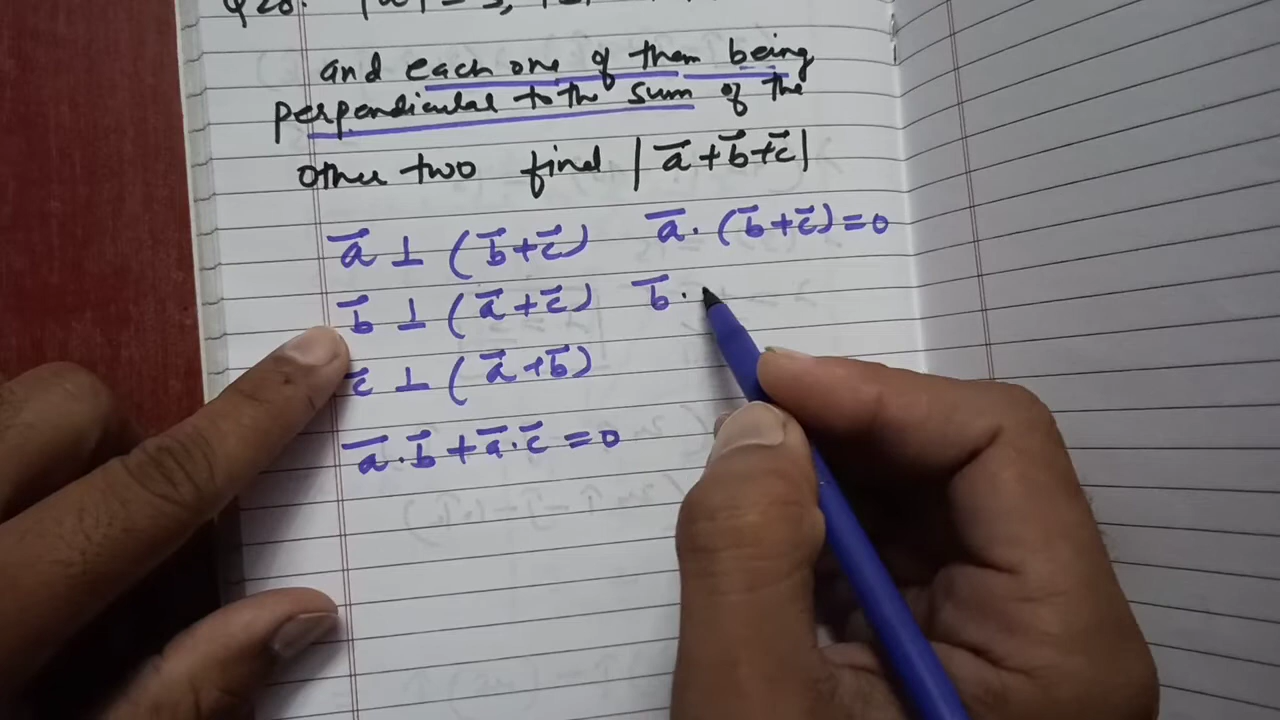 and each one of them being
perpendicular to the sum of the
other two find |a̅+b̅+c̅|
a̅ ⊥ (b̅+c̅) a̅·(b̅+c̅)=0
b̅ ⊥ (a̅+c̅) b̅·
c̅ ⊥ (a̅+b̅)
a̅·b̅+a̅·c̅=0